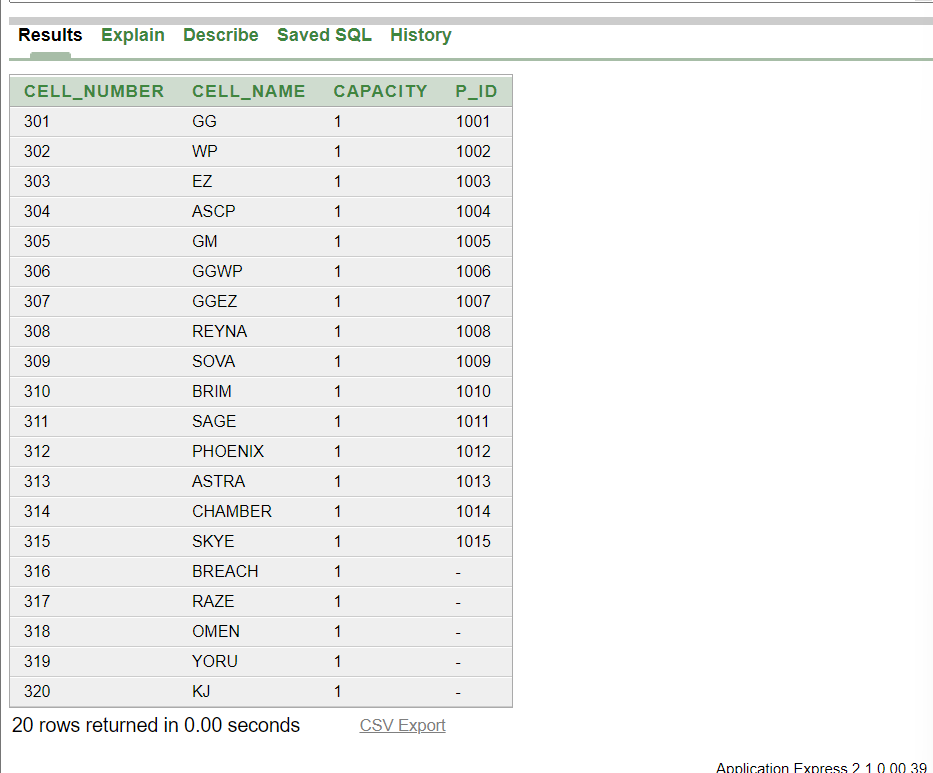 Results Explain Describe Saved SQL History
CELL_NUMBER CELL_NAME CAPACITY P_ID
301 GG 1 1001
302 WP 1 1002
303 EZ 1 1003
304 ASCP 1 1004
305 GM 1 1005
306 GGWP 1 1006
307 GGEZ 1 1007
308 REYNA 1 1008
309 SOVA 1 1009
310 BRIM 1 1010
311 SAGE 1 1011
312 PHOENIX 1 1012
313 ASTRA 1 1013
314 CHAMBER 1 1014
315 SKYE 1 1015
316 BREACH 1 -
317 RAZE 1 -
318 OMEN 1 -
319 YORU 1 -
320 KJ 1 -
20 rows returned in 0.00 seconds CSV Export
Application Express 2.1.0.00.39